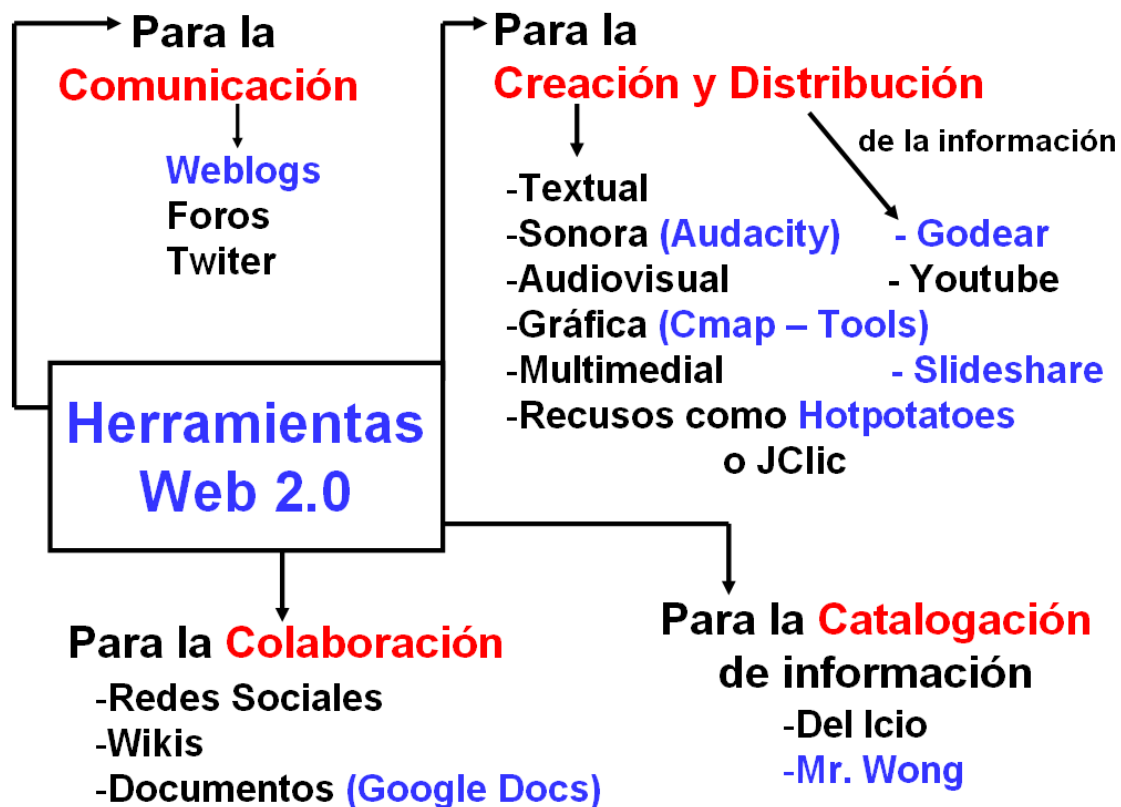 Para la
Comunicación
Weblogs
Foros
Twiter
Para la
Creación y Distribución
de la información
-Textual
-Sonora (Audacity) - Godear
-Audiovisual - Youtube
-Gráfica (Cmap – Tools)
-Multimedial - Slideshare
-Recusos como Hotpotatoes
o JClic
Herramientas
Web 2.0
Para la Colaboración
-Redes Sociales
-Wikis
-Documentos (Google Docs)
Para la Catalogación
de información
-Del Icio
-Mr. Wong